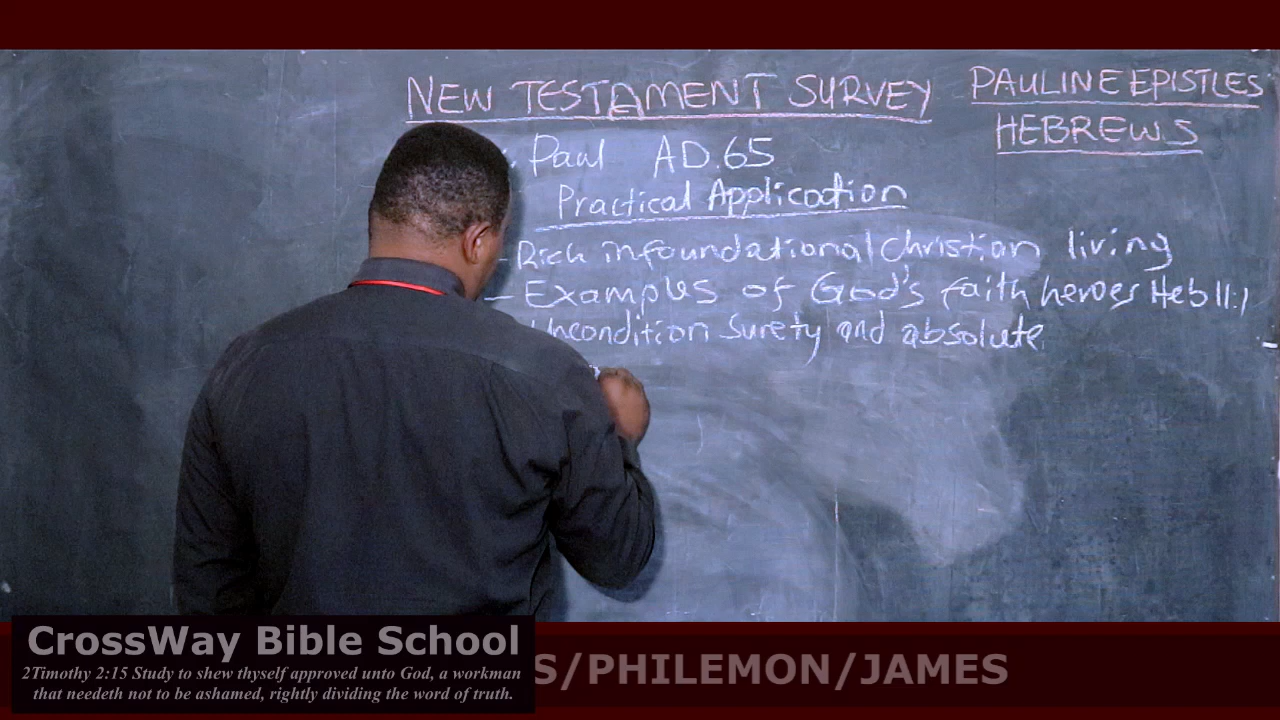 NEW TESTAMENT SURVEY
PAULINE EPISTLES
HEBREWS
: Paul AD.65
Practical Application
- Rich in foundational Christian living
- Examples of God's faith heroes Heb 11:1
Uncondition Surety and absolute
CrossWay Bible School
2Timothy 2:15 Study to shew thyself approved unto God, a workman
that needeth not to be ashamed, rightly dividing the word of truth.
S/PHILEMON/JAMES